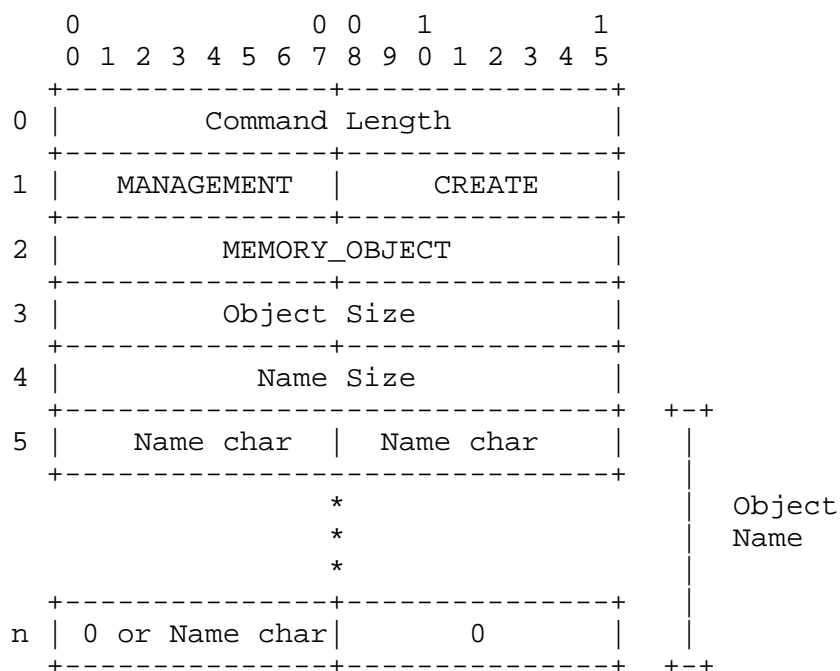 0             0 0   1         1
     0 1 2 3 4 5 6 7 8 9 0 1 2 3 4 5
    +---------------+---------------+
 0  |        Command Length         |
    +---------------+---------------+
 1  |   MANAGEMENT  |     CREATE    |
    +---------------+---------------+
 2  |         MEMORY_OBJECT         |
    +---------------+---------------+
 3  |         Object Size           |
    +---------------+---------------+
 4  |           Name Size           |
    +-------------------------------+  +-+
 5  |    Name char  |  Name char    |   |
    +-------------------------------+   |
                    *                   |  Object
                    *                   |  Name
                    *                   |
    +---------------+---------------+   |
 n  | 0 or Name char|       0       |   |
    +---------------+---------------+  +-+